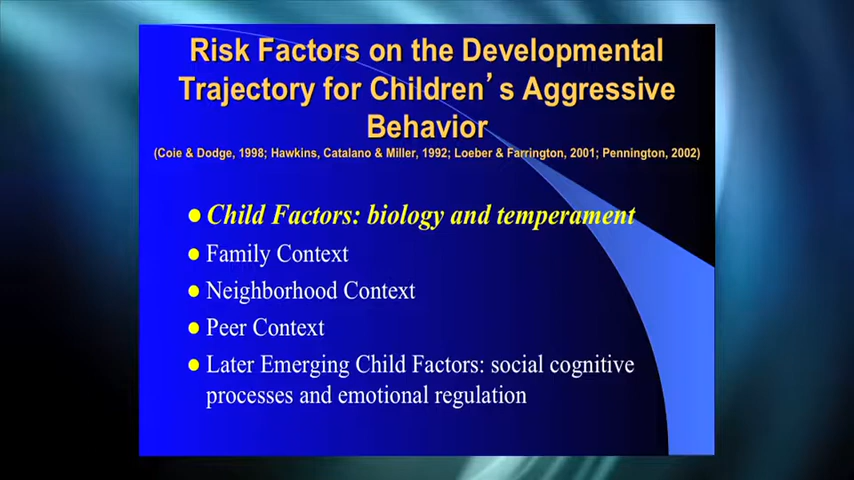 Risk Factors on the Developmental
Trajectory for Children’s Aggressive
Behavior
(Coie & Dodge, 1998; Hawkins, Catalano & Miller, 1992; Loeber & Farrington, 2001; Pennington, 2002)
● Child Factors: biology and temperament
● Family Context
● Neighborhood Context
● Peer Context
● Later Emerging Child Factors: social cognitive
processes and emotional regulation